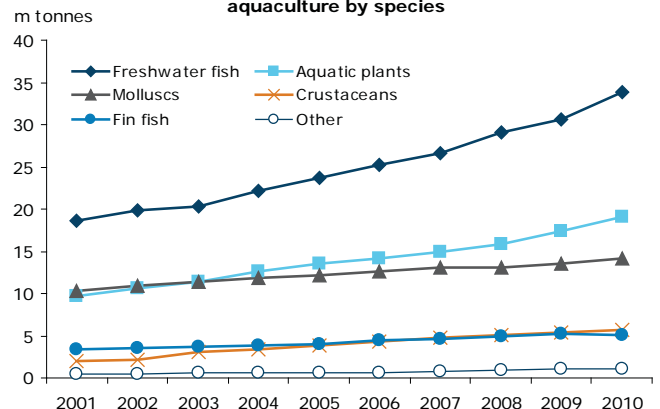 aquaculture by species
m tonnes
40
35
30
25
20
15
10
5
0
Freshwater fish
Aquatic plants
Molluscs
Crustaceans
Fin fish
Other
2001 2002 2003 2004 2005 2006 2007 2008 2009 2010